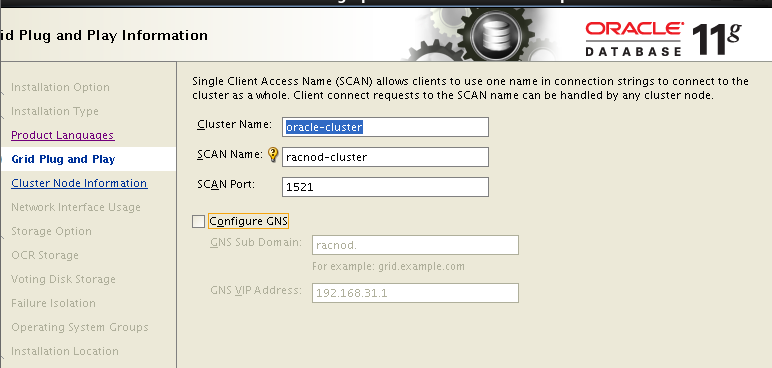 id Plug and Play Information
ORACLE
DATABASE 11g
Installation Option
Installation Type
Product Languages
Grid Plug and Play
Cluster Node Information
Network Interface Usage
Storage Option
OCR Storage
Voting Disk Storage
Failure Isolation
Operating System Groups
Installation Location
Single Client Access Name (SCAN) allows clients to use one name in connection strings to connect to the
cluster as a whole. Client connect requests to the SCAN name can be handled by any cluster node.
Cluster Name: oracle-cluster
SCAN Name: racnod-cluster
SCAN Port: 1521
Configure GNS
GNS Sub Domain: racnod.
For example: grid.example.com
GNS VIP Address: 192.168.31.1